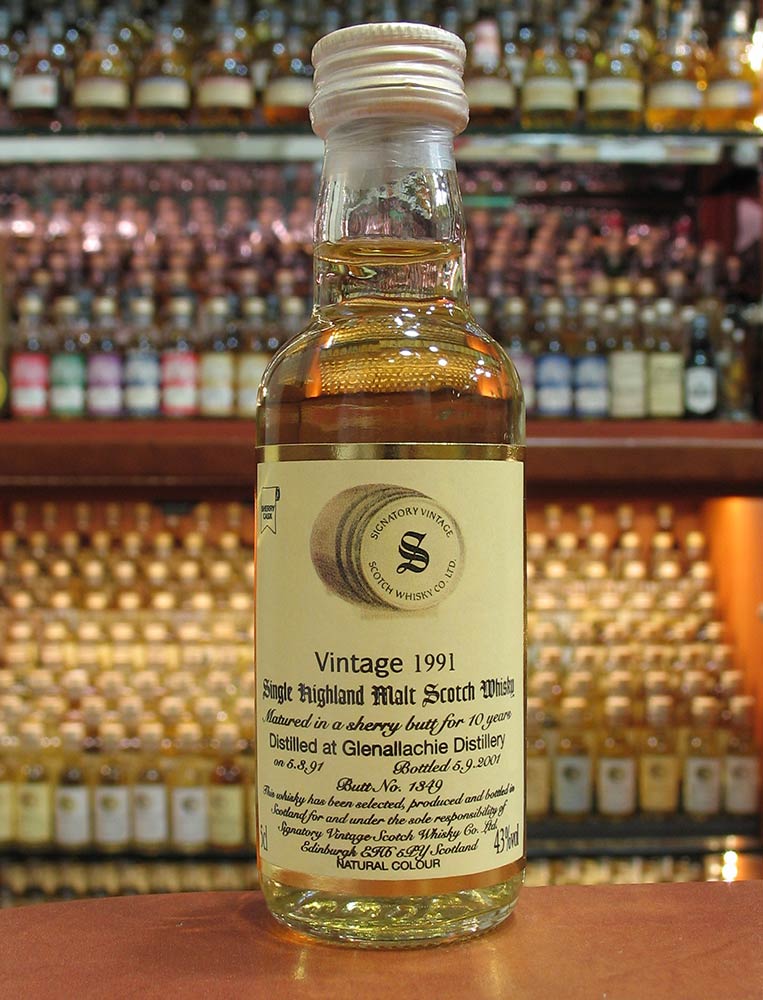 SHERRY
CASK
SIGNATORY VINTAGE
S
SCOTCH WHISKY CO. LTD.
Vintage 1991
Single Highland Malt Scotch Whisky
Matured in a sherry butt for 10 years
Distilled at Glenallachie Distillery
on 5.3.91 Bottled 5.9.2001
Butt No. 1349
This whisky has been selected, produced and bottled in
Scotland for and under the sole responsibility of
Signatory Vintage Scotch Whisky Co. Ltd.
5cl Edinburgh EH6 5PY Scotland 43%vol
NATURAL COLOUR